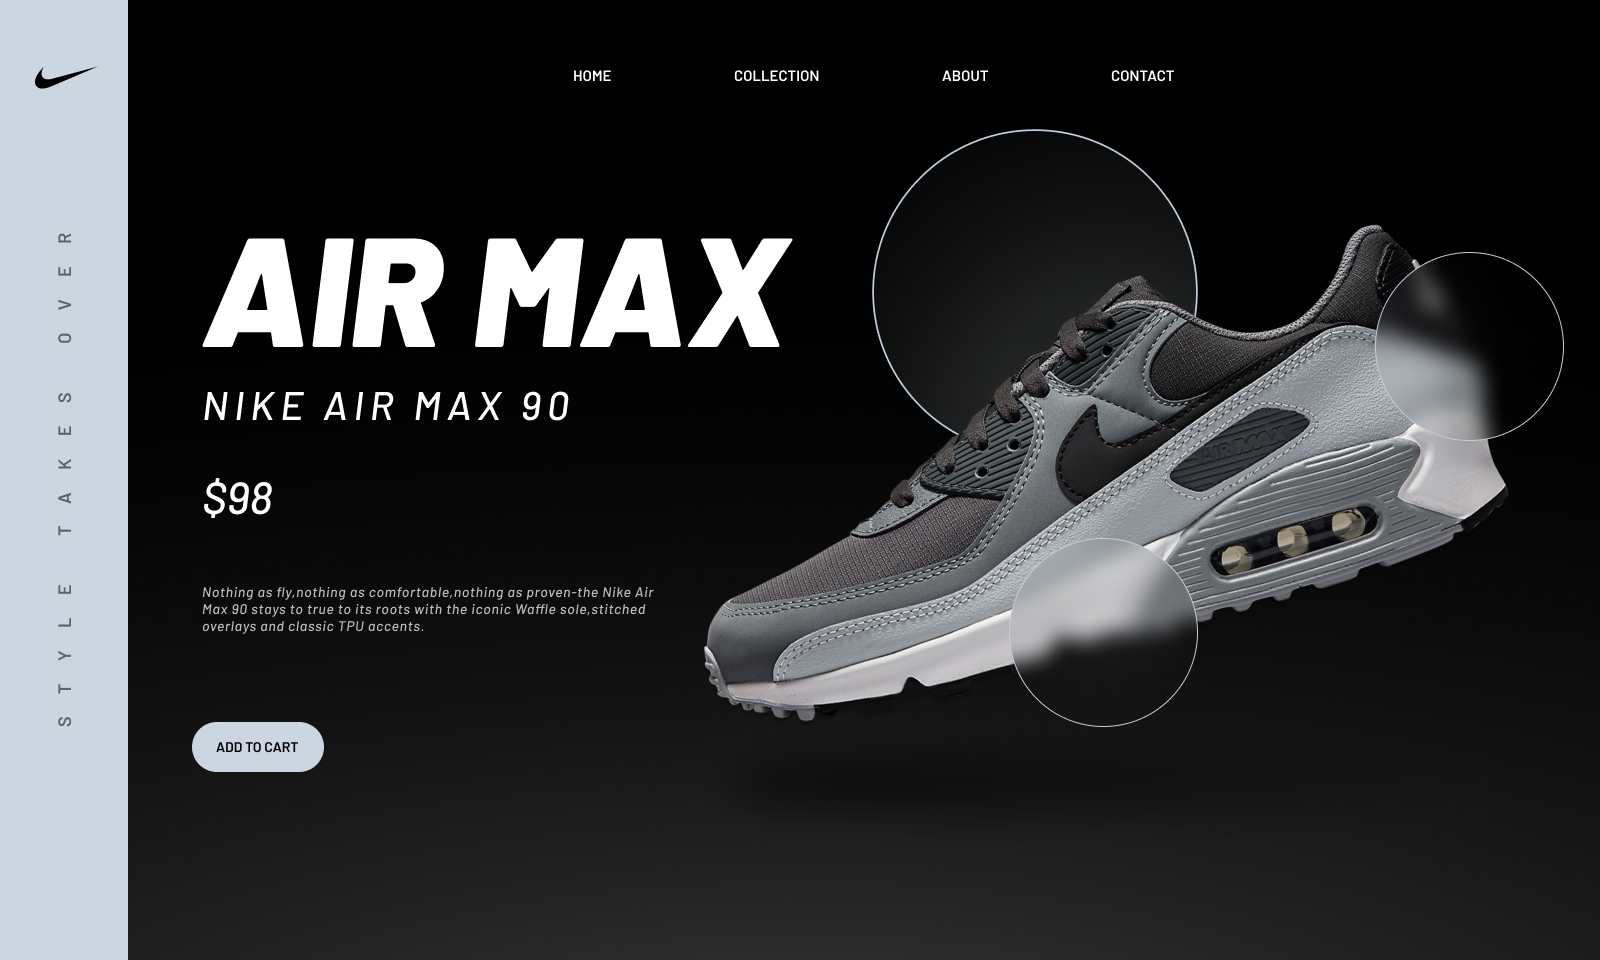 HOME COLLECTION ABOUT CONTACT
STYLE TAKES OVER
AIR MAX
NIKE AIR MAX 90
$98
Nothing as fly,nothing as comfortable,nothing as proven-the Nike Air
Max 90 stays to true to its roots with the iconic Waffle sole,stitched
overlays and classic TPU accents.
ADD TO CART
AIR MAX